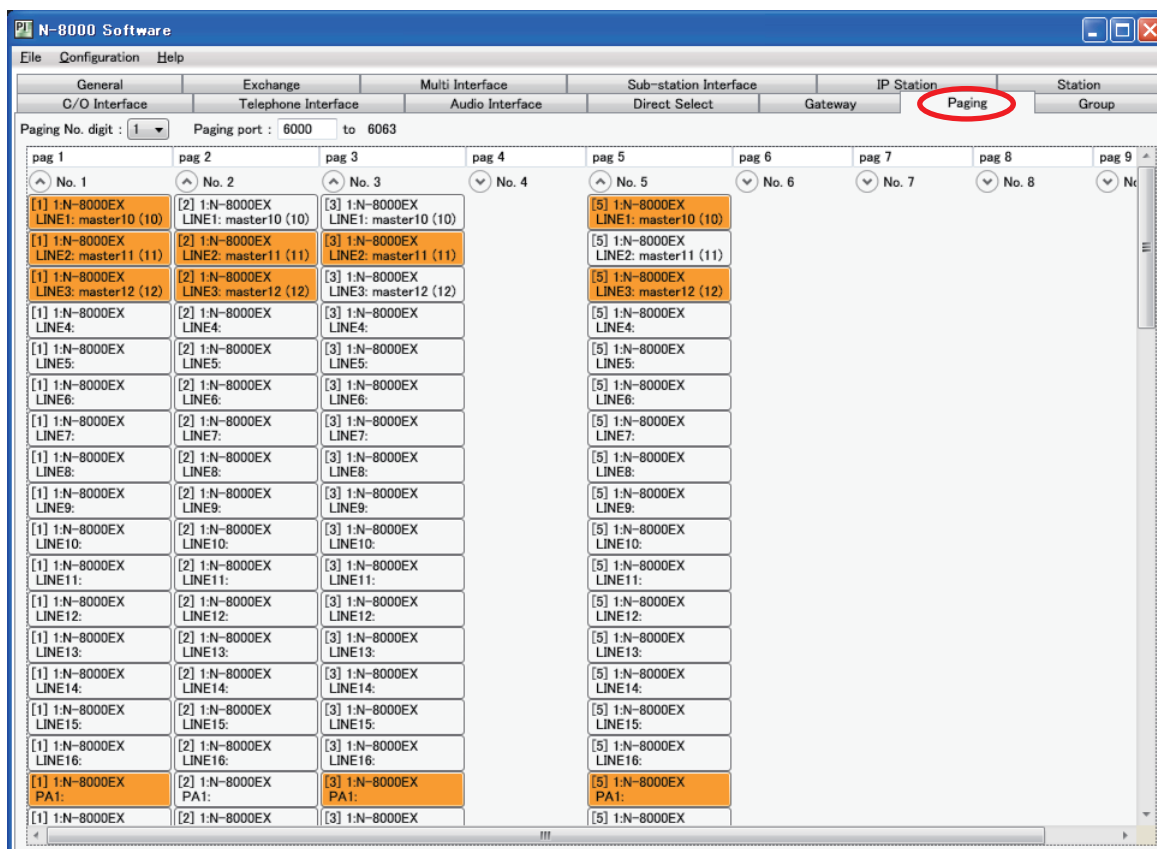 PI N-8000 Software
File Configuration Help
General Exchange Multi Interface Sub-station Interface IP Station Station
C/O Interface Telephone Interface Audio Interface Direct Select Gateway Paging Group
Paging No. digit : 1 Paging port : 6000 to 6063
pag 1 pag 2 pag 3 pag 4 pag 5 pag 6 pag 7 pag 8 pag 9
No. 1 No. 2 No. 3 No. 4 No. 5 No. 6 No. 7 No. 8
[1] 1:N-8000EX [2] 1:N-8000EX [3] 1:N-8000EX [5] 1:N-8000EX
LINE1: master10 (10) LINE1: master10 (10) LINE1: master10 (10) LINE1: master10 (10)
[1] 1:N-8000EX [2] 1:N-8000EX [3] 1:N-8000EX [5] 1:N-8000EX
LINE2: master11 (11) LINE2: master11 (11) LINE2: master11 (11) LINE2: master11 (11)
[1] 1:N-8000EX [2] 1:N-8000EX [3] 1:N-8000EX [5] 1:N-8000EX
LINE3: master12 (12) LINE3: master12 (12) LINE3: master12 (12) LINE3: master12 (12)
[1] 1:N-8000EX [2] 1:N-8000EX [3] 1:N-8000EX [5] 1:N-8000EX
LINE4: LINE4: LINE4: LINE4:
[1] 1:N-8000EX [2] 1:N-8000EX [3] 1:N-8000EX [5] 1:N-8000EX
LINE5: LINE5: LINE5: LINE5:
[1] 1:N-8000EX [2] 1:N-8000EX [3] 1:N-8000EX [5] 1:N-8000EX
LINE6: LINE6: LINE6: LINE6:
[1] 1:N-8000EX [2] 1:N-8000EX [3] 1:N-8000EX [5] 1:N-8000EX
LINE7: LINE7: LINE7: LINE7:
[1] 1:N-8000EX [2] 1:N-8000EX [3] 1:N-8000EX [5] 1:N-8000EX
LINE8: LINE8: LINE8: LINE8:
[1] 1:N-8000EX [2] 1:N-8000EX [3] 1:N-8000EX [5] 1:N-8000EX
LINE9: LINE9: LINE9: LINE9:
[1] 1:N-8000EX [2] 1:N-8000EX [3] 1:N-8000EX [5] 1:N-8000EX
LINE10: LINE10: LINE10: LINE10:
[1] 1:N-8000EX [2] 1:N-8000EX [3] 1:N-8000EX [5] 1:N-8000EX
LINE11: LINE11: LINE11: LINE11:
[1] 1:N-8000EX [2] 1:N-8000EX [3] 1:N-8000EX [5] 1:N-8000EX
LINE12: LINE12: LINE12: LINE12:
[1] 1:N-8000EX [2] 1:N-8000EX [3] 1:N-8000EX [5] 1:N-8000EX
LINE13: LINE13: LINE13: LINE13:
[1] 1:N-8000EX [2] 1:N-8000EX [3] 1:N-8000EX [5] 1:N-8000EX
LINE14: LINE14: LINE14: LINE14:
[1] 1:N-8000EX [2] 1:N-8000EX [3] 1:N-8000EX [5] 1:N-8000EX
LINE15: LINE15: LINE15: LINE15:
[1] 1:N-8000EX [2] 1:N-8000EX [3] 1:N-8000EX [5] 1:N-8000EX
LINE16: LINE16: LINE16: LINE16:
[1] 1:N-8000EX [2] 1:N-8000EX [3] 1:N-8000EX [5] 1:N-8000EX
PA1: PA1: PA1: PA1:
[1] 1:N-8000EX [2] 1:N-8000EX [3] 1:N-8000EX [5] 1:N-8000EX